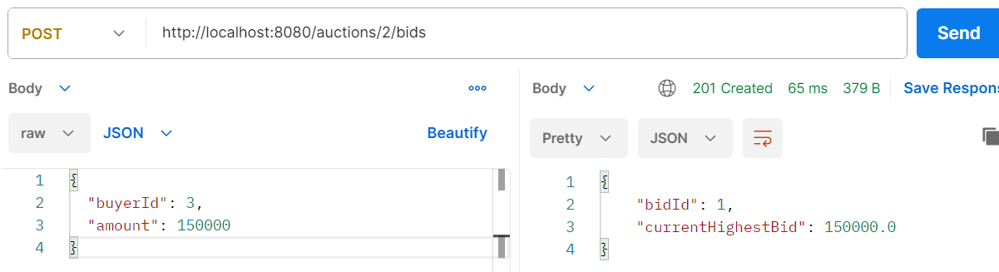 POST http://localhost:8080/auctions/2/bids Send
Body ooo Body 201 Created 65 ms 379 B Save Respons
raw JSON Beautify Pretty JSON
1 {
2 "buyerId": 3,
3 "amount": 150000
4 }
1 {
2 "bidId": 1,
3 "currentHighestBid": 150000.0
4 }